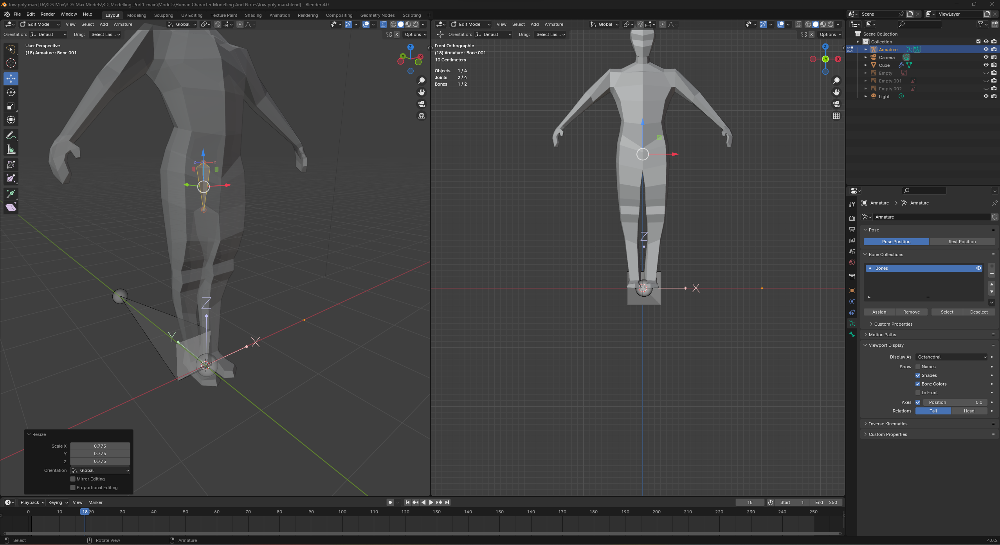 low poly man [D:\3DS Max\3DS Max Models\3D_Modelling_Port1-main\Models\Human Character Modelling And Notes\low poly man.blend] - Blender 4.0
File Edit Render Window Help Layout Modeling Sculpting UV Editing Texture Paint Shading Animation Rendering Compositing Geometry Nodes Scripting + Scene ViewLayer
Edit Mode View Select Add Armature Global
Orientation: Default Drag: Select Las... X Options
User Perspective
(18) Armature : Bone.001
Z
Y
X
Z
X
Y
Z
Y
X
Resize
Scale X 0.775
Y 0.775
Z 0.775
Orientation Global
Mirror Editing
Proportional Editing
Edit Mode View Select Add Armature Global
Orientation: Default Drag: Select Las... X Options
Front Orthographic
(18) Armature : Bone.001
10 Centimeters
Objects 1 / 4
Joints 2 / 4
Bones 1 / 2
Z
-Y
X
Z
X
Scene Collection
Collection
Armature
Camera
Cube
Empty
Empty.001
Empty.002
Light
Armature Armature
Armature
Pose
Pose Position Rest Position
Bone Collections
Bones
Assign Remove Select Deselect
Custom Properties
Motion Paths
Viewport Display
Display As Octahedral
Show Names
Shapes
Bone Colors
In Front
Axes Position 0.0
Relations Tail Head
Inverse Kinematics
Custom Properties
Playback Keying View Marker 18 Start 1 End 250
0 10 18 20 30 40 50 60 70 80 90 100 110 120 130 140 150 160 170 180 190 200 210 220 230 240 250
Select Rotate View Armature 4.0.2